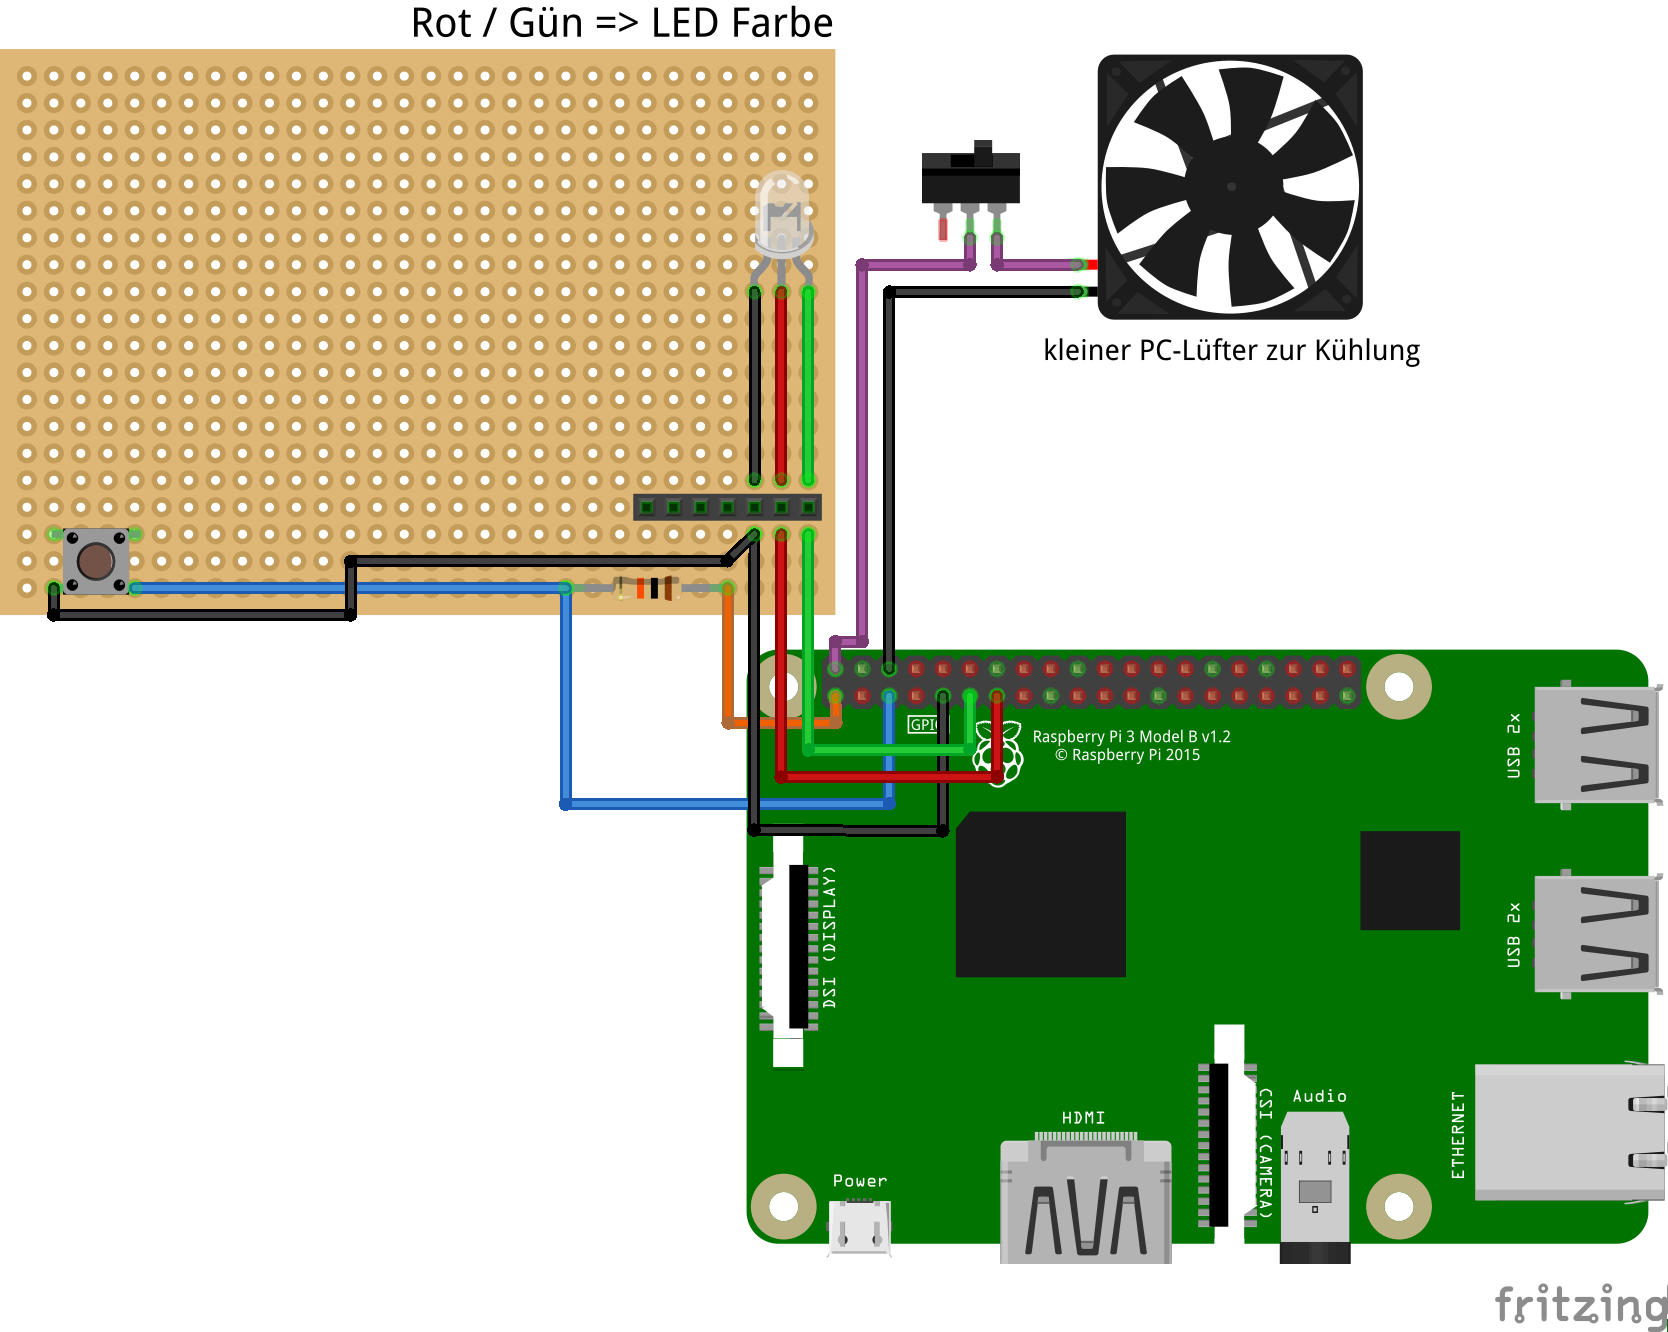 Rot / Gün => LED Farbe
kleiner PC-Lüfter zur Kühlung
GPIO
Raspberry Pi 3 Model B v1.2
© Raspberry Pi 2015
USB 2x
USB 2x
DSI (DISPLAY)
CSI (CAMERA)
Audio
ETHERNET
HDMI
Power
fritzing